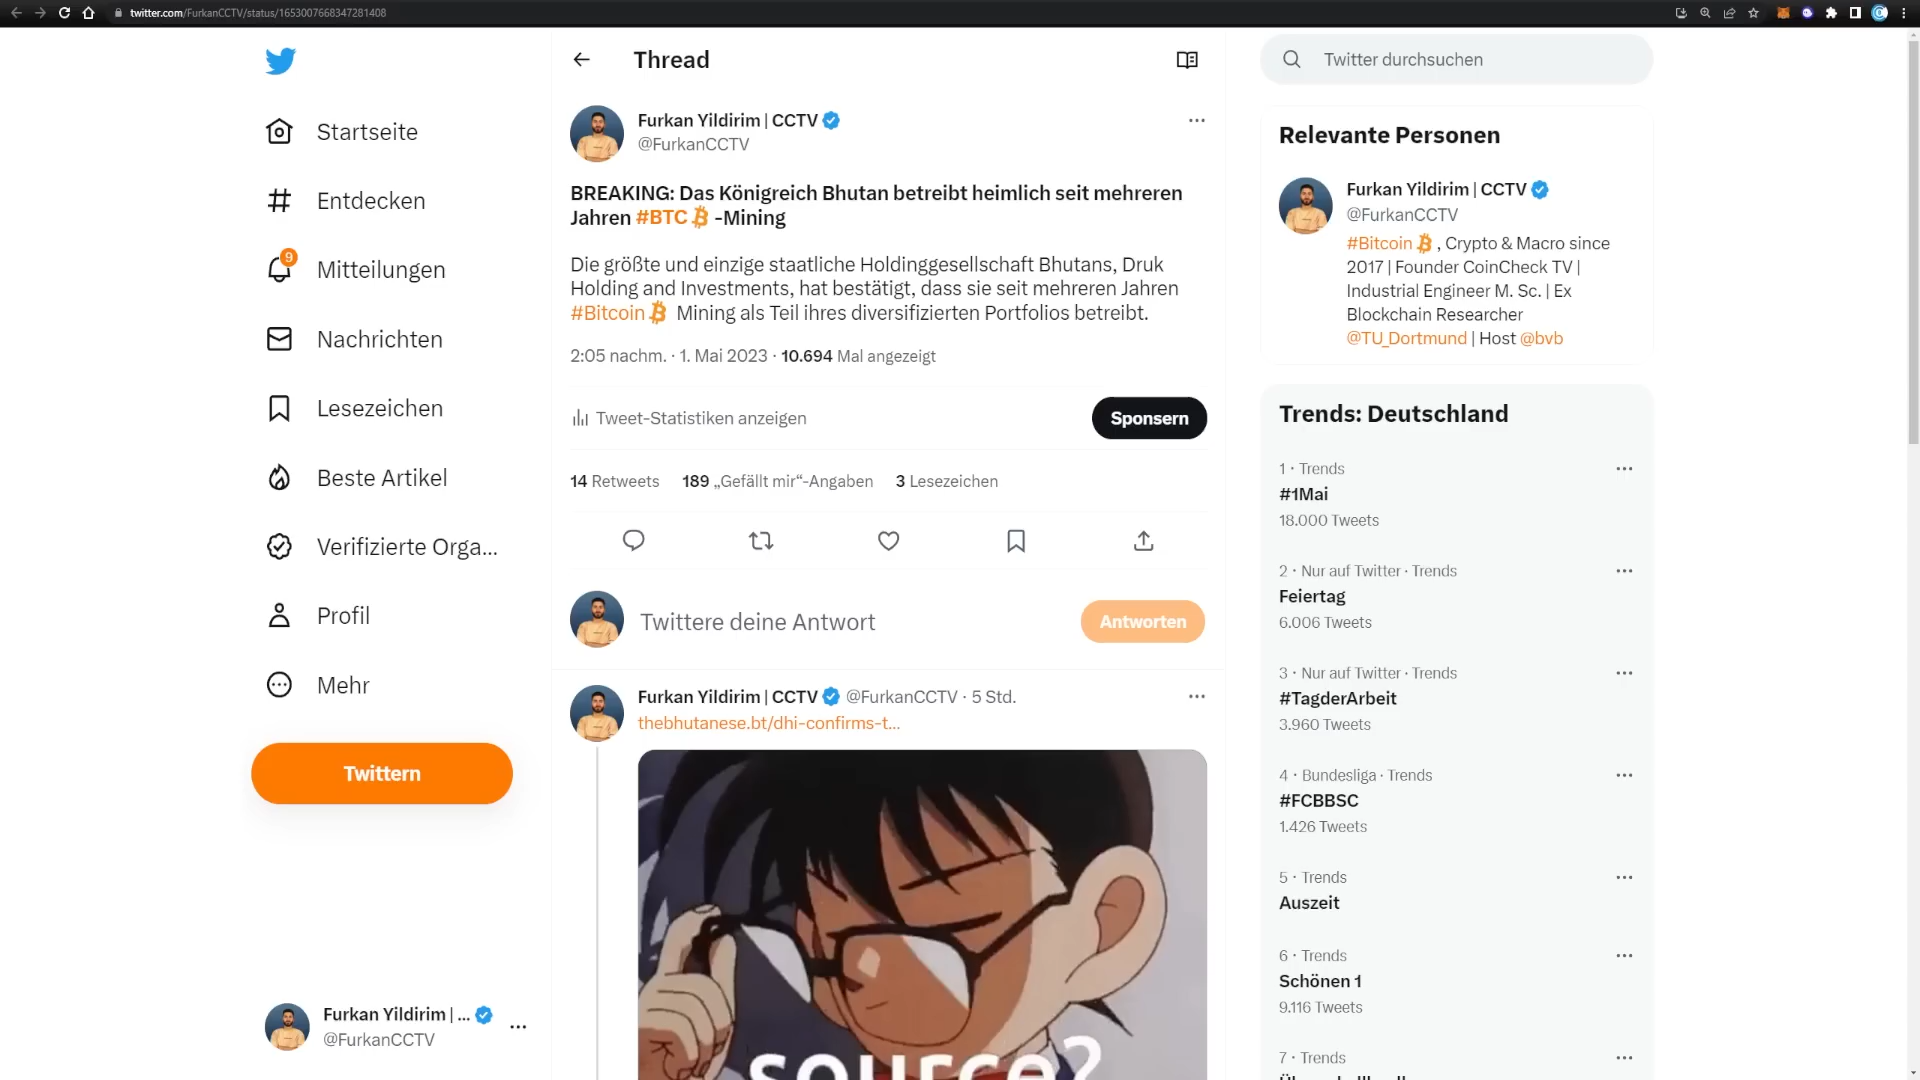 twitter.com/FurkanCCTV/status/1653007668347281408
Startseite
Entdecken
9
Mitteilungen
Nachrichten
Lesezeichen
Beste Artikel
Verifizierte Orga...
Profil
Mehr
Twittern
Furkan Yildirim | ...
@FurkanCCTV
Thread
Furkan Yildirim | CCTV
@FurkanCCTV
BREAKING: Das Königreich Bhutan betreibt heimlich seit mehreren
Jahren #BTC -Mining
Die größte und einzige staatliche Holdinggesellschaft Bhutans, Druk
Holding and Investments, hat bestätigt, dass sie seit mehreren Jahren
#Bitcoin Mining als Teil ihres diversifizierten Portfolios betreibt.
2:05 nachm. · 1. Mai 2023 · 10.694 Mal angezeigt
Tweet-Statistiken anzeigen
Sponsern
14 Retweets 189 „Gefällt mir“-Angaben 3 Lesezeichen
Twittere deine Antwort
Antworten
Furkan Yildirim | CCTV @FurkanCCTV · 5 Std.
thebhutanese.bt/dhi-confirms-t...
source?
Twitter durchsuchen
Relevante Personen
Furkan Yildirim | CCTV
@FurkanCCTV
#Bitcoin , Crypto & Macro since
2017 | Founder CoinCheck TV |
Industrial Engineer M. Sc. | Ex
Blockchain Researcher
@TU_Dortmund | Host @bvb
Trends: Deutschland
1 · Trends
#1Mai
18.000 Tweets
2 · Nur auf Twitter · Trends
Feiertag
6.006 Tweets
3 · Nur auf Twitter · Trends
#TagderArbeit
3.960 Tweets
4 · Bundesliga · Trends
#FCBBSC
1.426 Tweets
5 · Trends
Auszeit
6 · Trends
Schönen 1
9.116 Tweets
7 · Trends